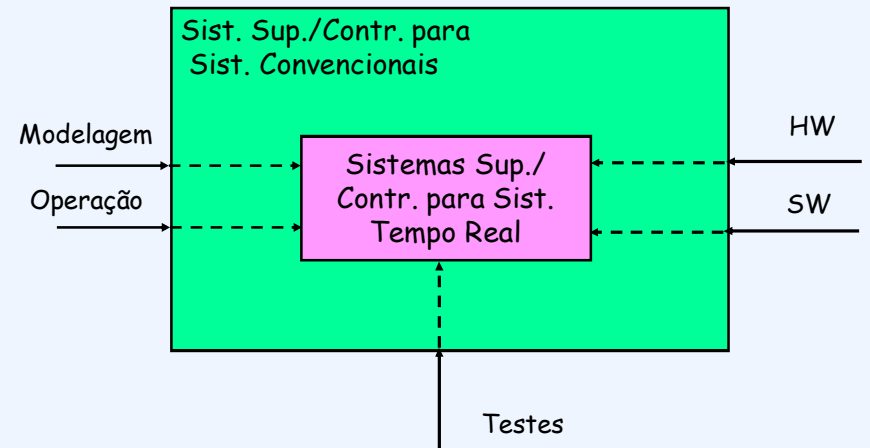 Sist. Sup./Contr. para
Sist. Convencionais
Modelagem
Operação
Sistemas Sup./
Contr. para Sist.
Tempo Real
HW
SW
Testes